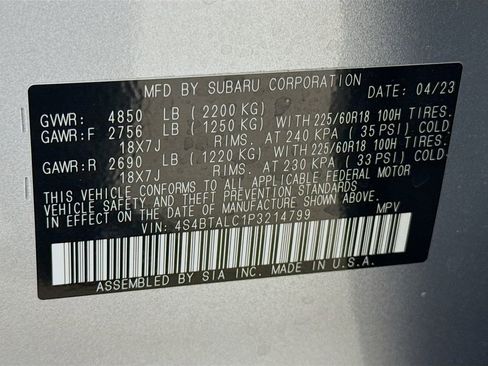 MFD BY SUBARU CORPORATION DATE: 04/23
GVWR: 4850 LB (2200 KG)
GAWR:F 2756 LB (1250 KG) WITH 225/60R18 100H TIRES.
18X7J RIMS. AT 240 KPA (35 PSI) COLD.
GAWR:R 2690 LB (1220 KG) WITH 225/60R18 100H TIRES.
18X7J RIMS. AT 230 KPA (33 PSI) COLD.
THIS VEHICLE CONFORMS TO ALL APPLICABLE FEDERAL MOTOR
VEHICLE SAFETY AND THEFT PREVENTION STANDARDS
IN EFFECT ON THE DATE OF MANUFACTURE SHOWN ABOVE.
VIN: 4S4BTALC1P3214799 MPV
ASSEMBLED BY SIA INC. MADE IN U.S.A.